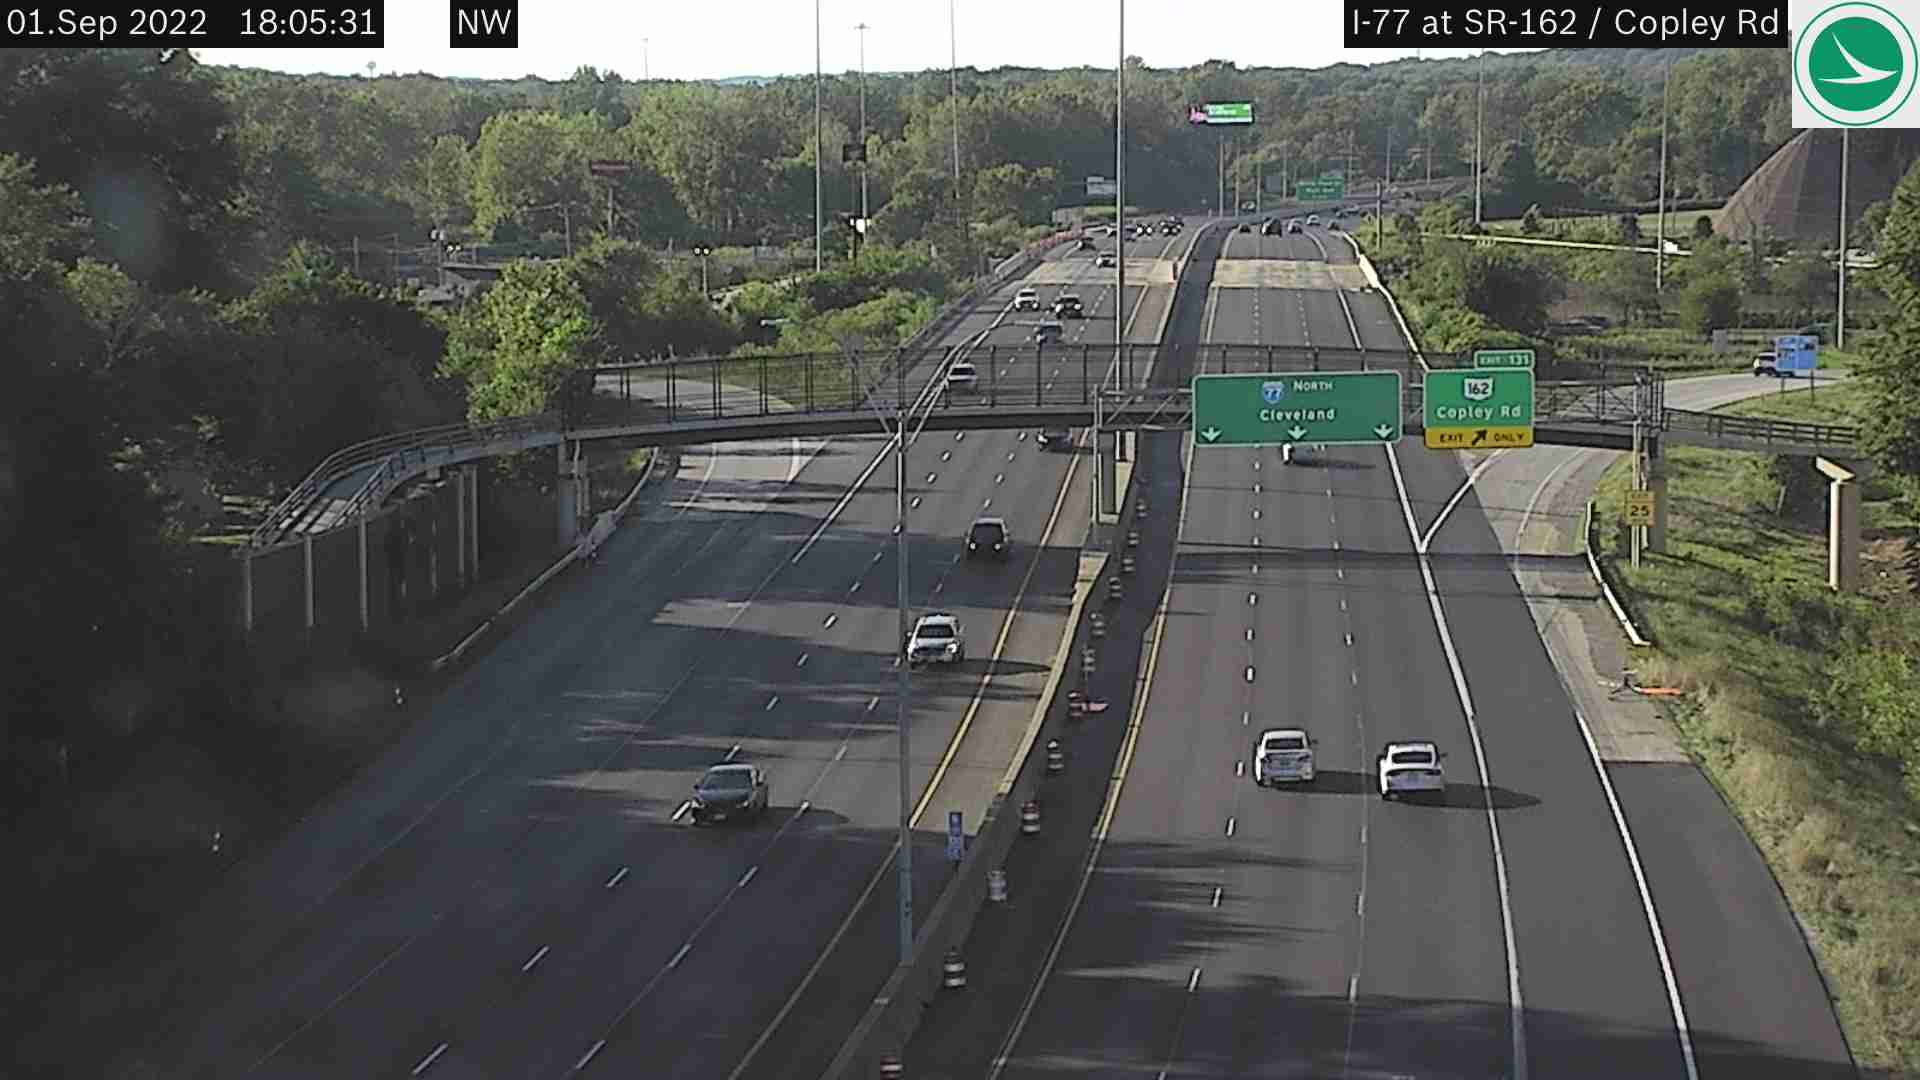 01.Sep 2022 18:05:31
NW
I-77 at SR-162 / Copley Rd
EXIT 131
77 NORTH
Cleveland
162
Copley Rd
EXIT ONLY
25